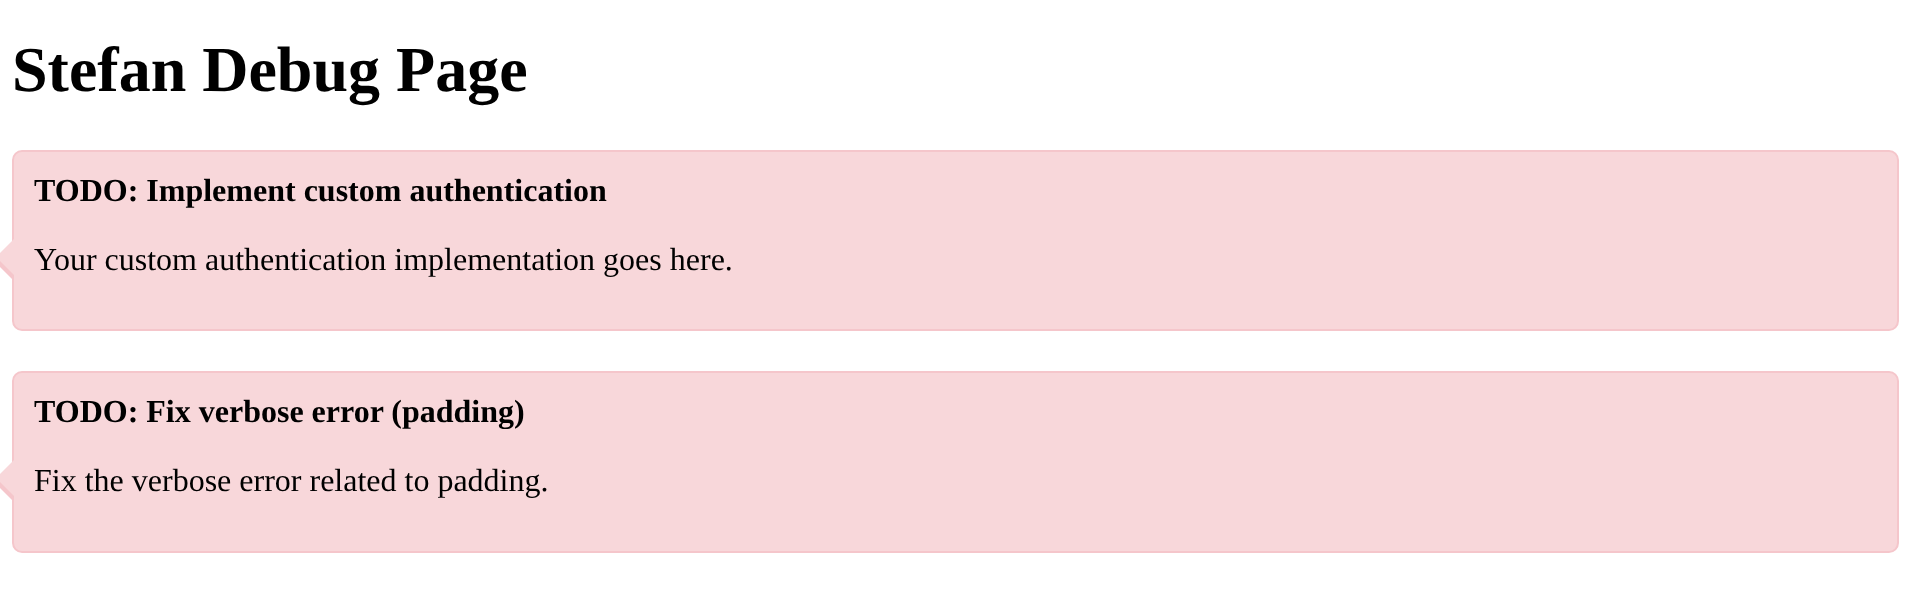 Stefan Debug Page
TODO: Implement custom authentication
Your custom authentication implementation goes here.
TODO: Fix verbose error (padding)
Fix the verbose error related to padding.